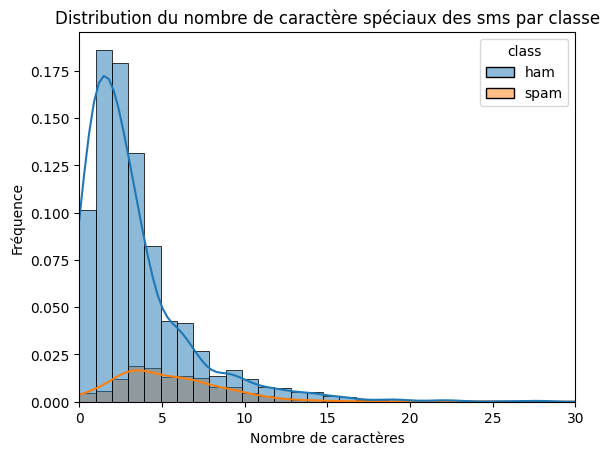 Distribution du nombre de caractère spéciaux des sms par classe
class
ham
spam
Fréquence
0.175
0.150
0.125
0.100
0.075
0.050
0.025
0.000
0 5 10 15 20 25 30
Nombre de caractères